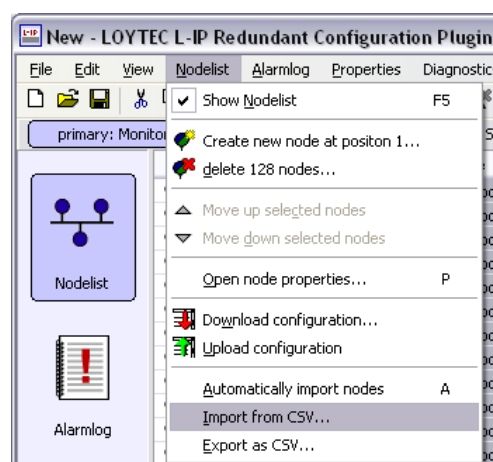 L-IP New - LOYTEC L-IP Redundant Configuration Plugin
File Edit View Nodelist Alarmlog Properties Diagnostic
Show Nodelist F5
primary: Monito
Create new node at positon 1...
delete 128 nodes...
Move up selected nodes
Move down selected nodes
Nodelist
Open node properties... P
Download configuration...
Upload configuration
Automatically import nodes A
Import from CSV...
Alarmlog
Export as CSV...